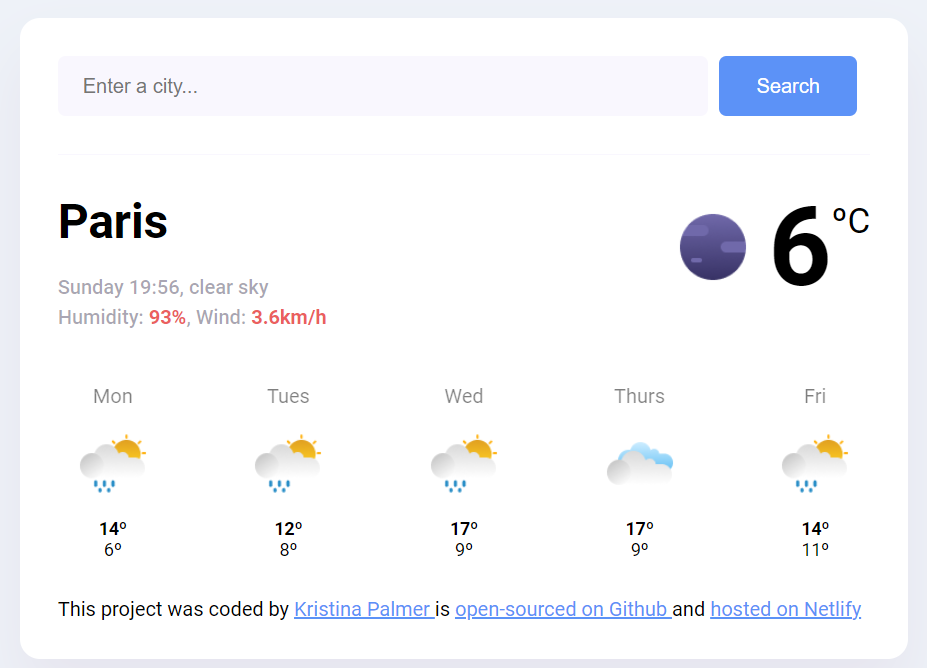 Enter a city...
Search
Paris
6
ºC
Sunday 19:56, clear sky
Humidity: 93%, Wind: 3.6km/h
Mon Tues Wed Thurs Fri
14º 12º 17º 17º 14º
6º 8º 9º 9º 11º
This project was coded by Kristina Palmer is open-sourced on Github and hosted on Netlify